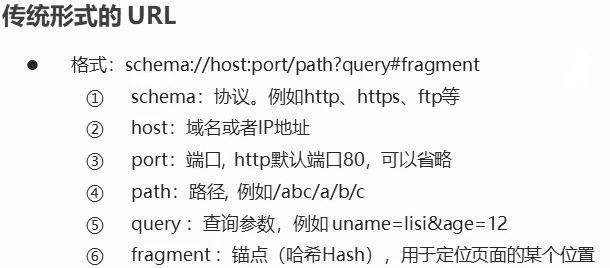 传统形式的 URL
● 格式：schema://host:port/path?query#fragment
① schema：协议。例如http、https、ftp等
② host：域名或者IP地址
③ port：端口, http默认端口80，可以省略
④ path：路径, 例如/abc/a/b/c
⑤ query ：查询参数，例如 uname=lisi&age=12
⑥ fragment ：锚点（哈希Hash），用于定位页面的某个位置